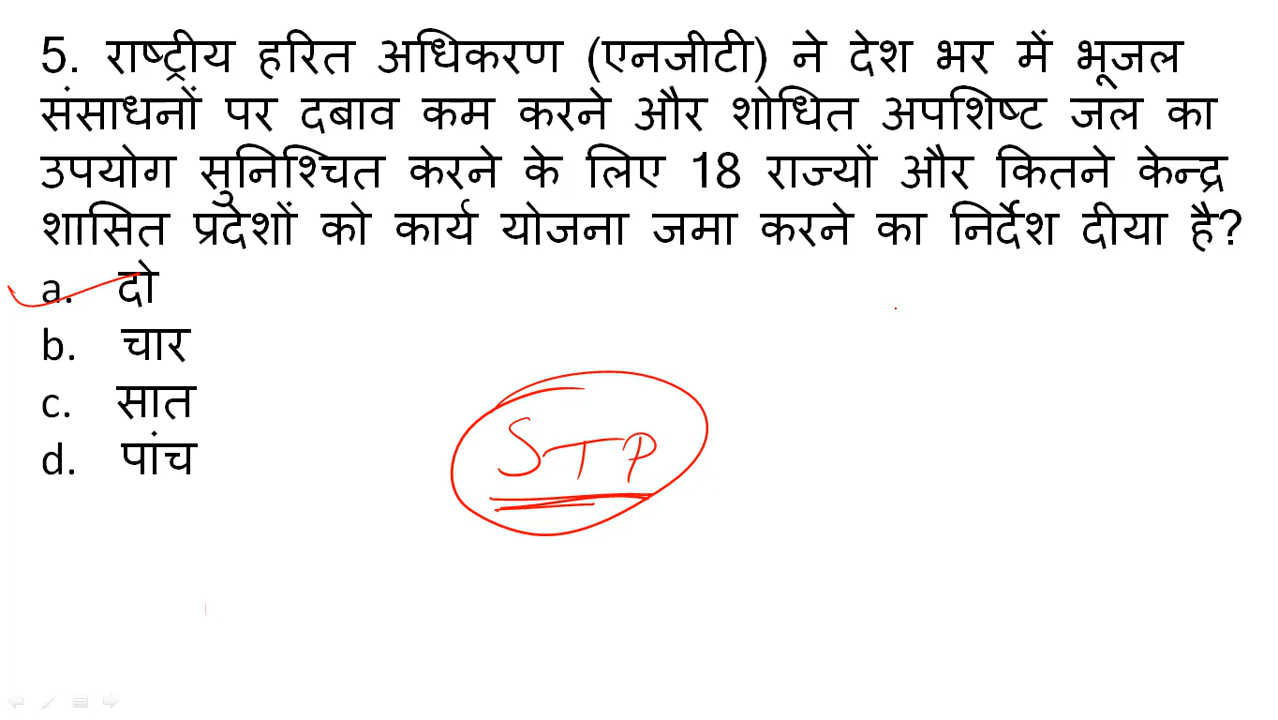 5. राष्ट्रीय हरित अधिकरण (एनजीटी) ने देश भर में भूजल
संसाधनों पर दबाव कम करने और शोधित अपशिष्ट जल का
उपयोग सुनिश्चित करने के लिए 18 राज्यों और कितने केन्द्र
शासित प्रदेशों को कार्य योजना जमा करने का निर्देश दीया है?
a. दो
b. चार
c. सात
d. पांच
STP